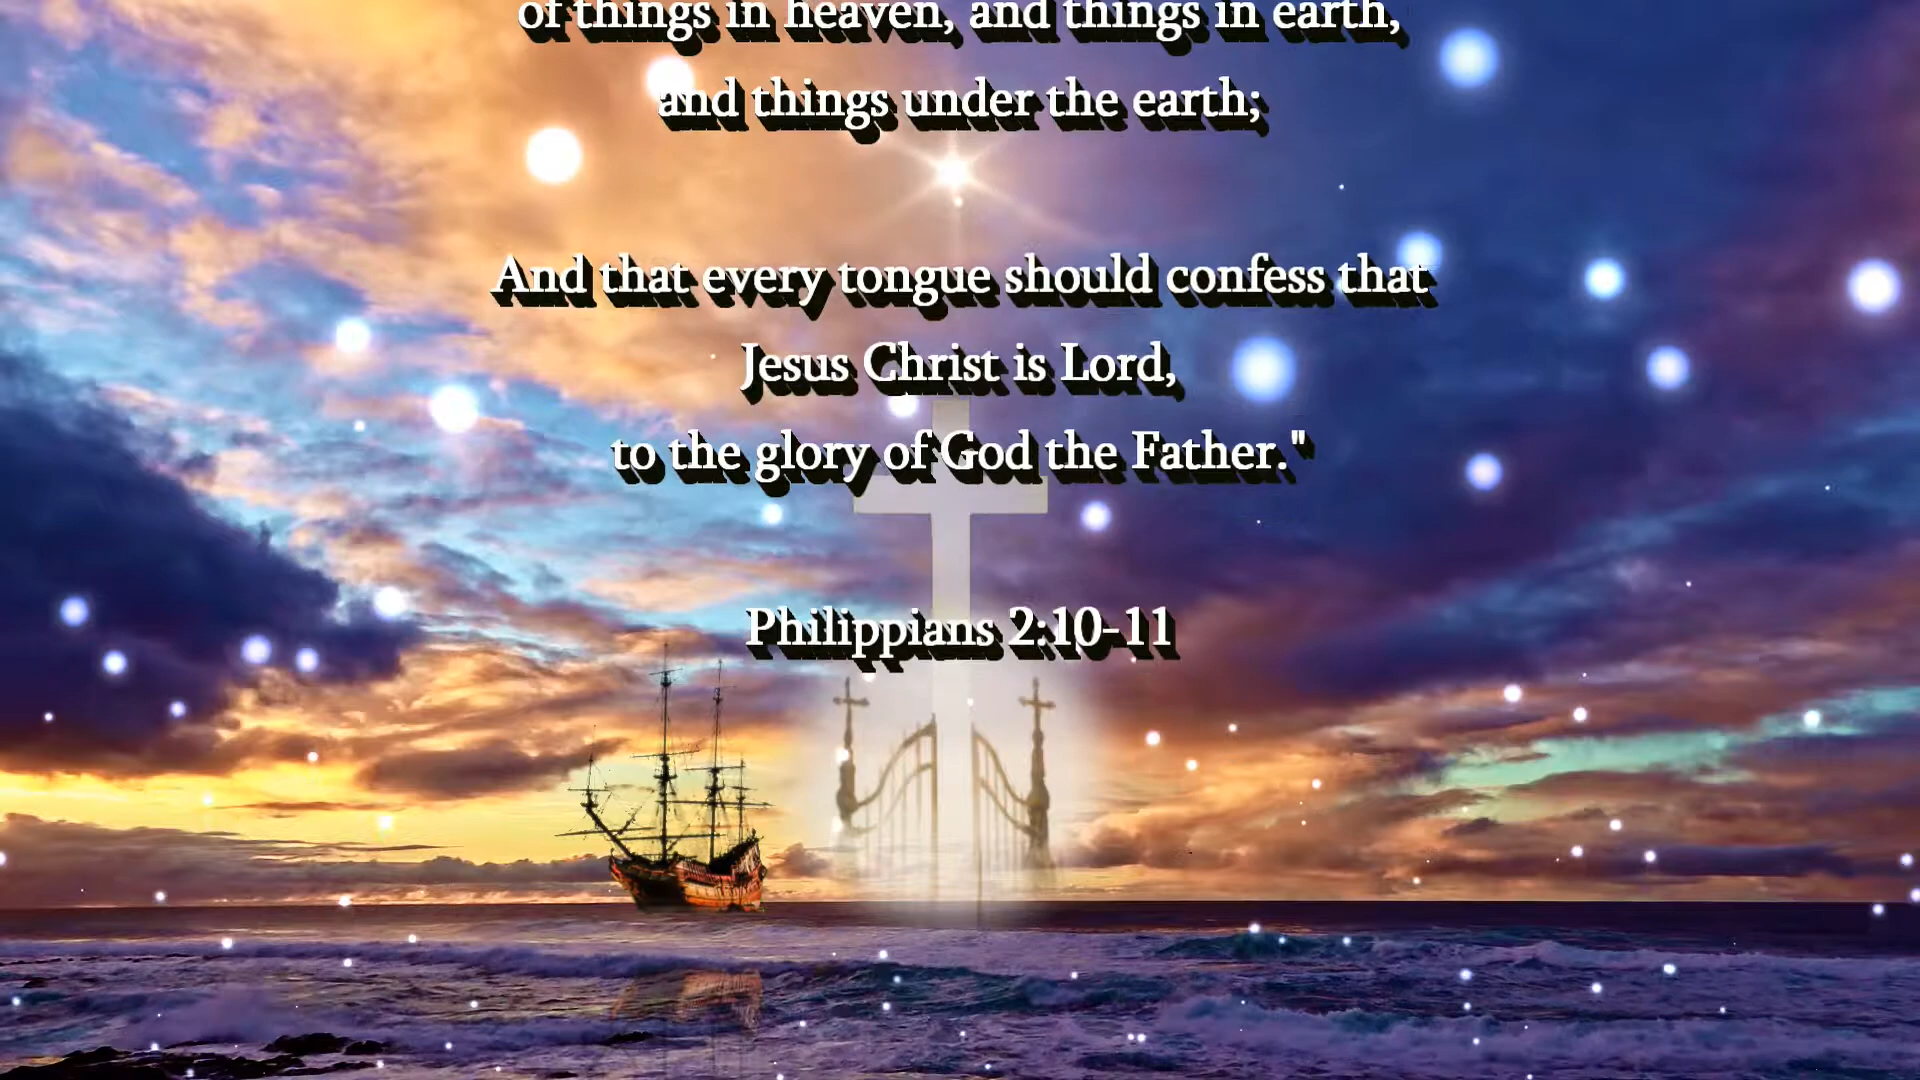 of things in heaven, and things in earth,
and things under the earth;
And that every tongue should confess that
Jesus Christ is Lord,
to the glory of God the Father."
Philippians 2:10-11